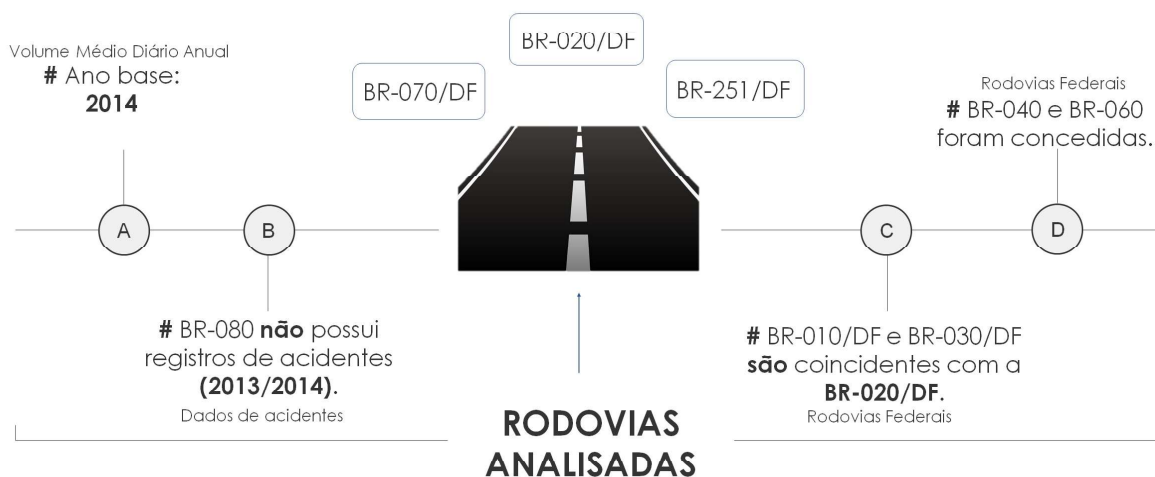 Volume Médio Diário Anual
# Ano base:
2014
BR-070/DF
BR-020/DF
BR-251/DF
Rodovias Federais
# BR-040 e BR-060
foram concedidas.
A
B
C
D
# BR-080 não possui
registros de acidentes
(2013/2014).
Dados de acidentes
# BR-010/DF e BR-030/DF
são coincidentes com a
BR-020/DF.
Rodovias Federais
RODOVIAS
ANALISADAS